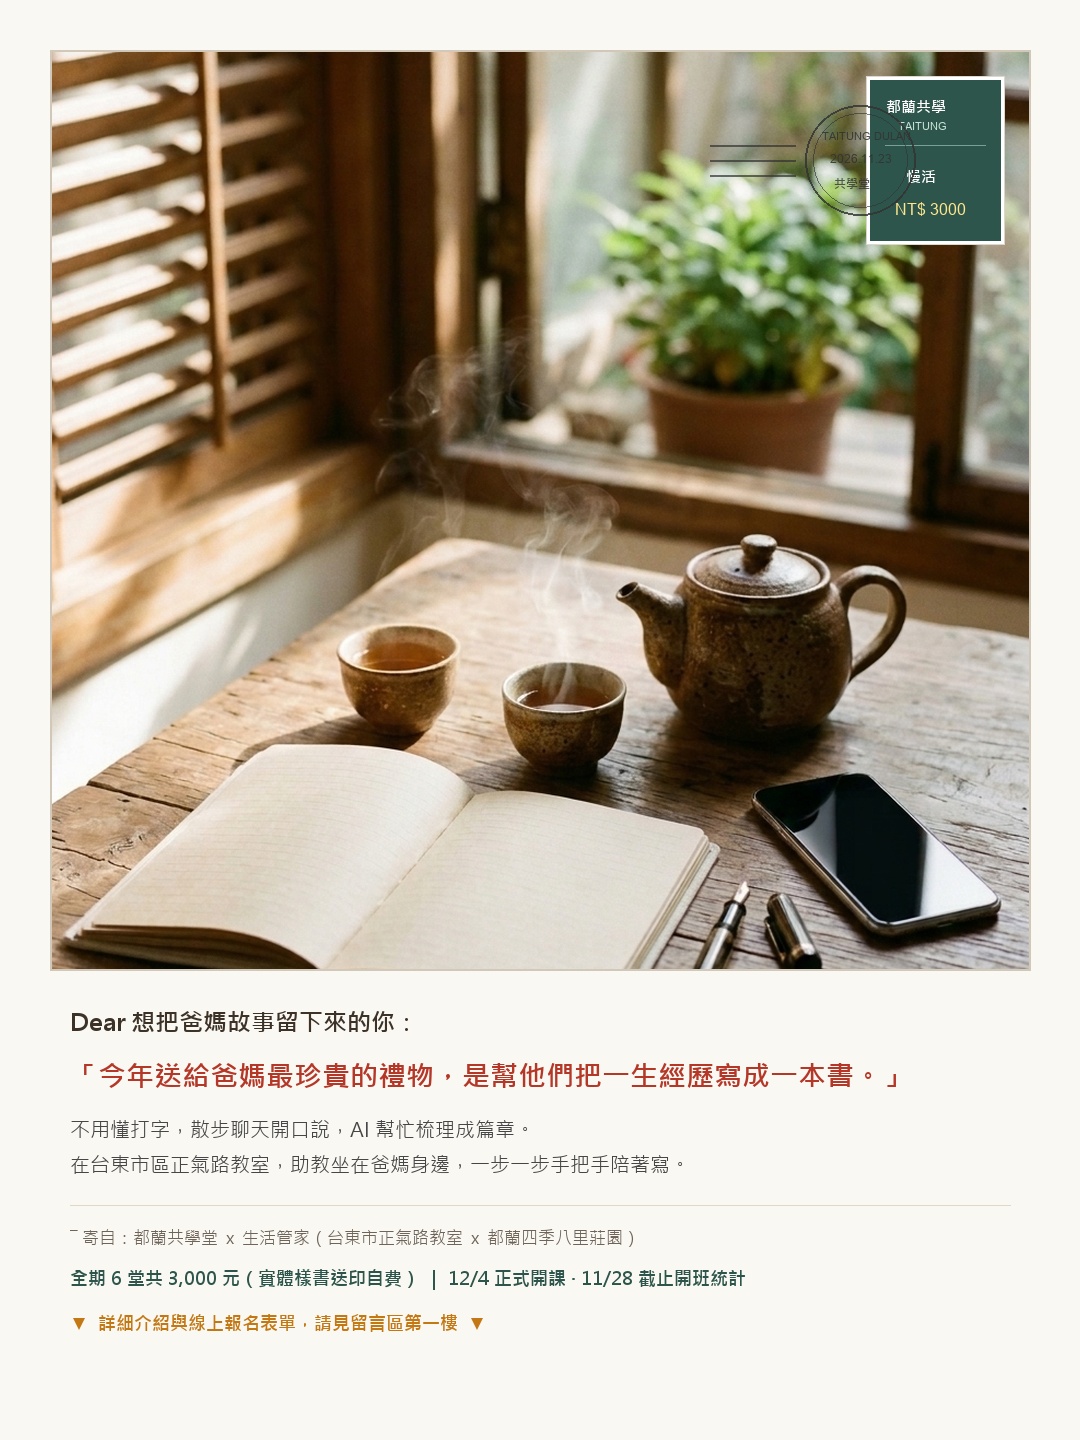 都蘭共學
TAITUNG
慢活
NT$ 3000
TAITUNG DULAN
2026.11.23
共學堂
Dear 想把爸媽故事留下來的你：
「今年送給爸媽最珍貴的禮物，是幫他們把一生經歷寫成一本書。」
不用懂打字，散步聊天開口說，AI 幫忙梳理成篇章。
在台東市區正氣路教室，助教坐在爸媽身邊，一步一步手把手陪著寫。
寄自：都蘭共學堂 x 生活管家（台東市正氣路教室 x 都蘭四季八里莊園）
全期 6 堂共 3,000 元（實體樣書送印自費） | 12/4 正式開課 · 11/28 截止開班統計
▼ 詳細介紹與線上報名表單，請見留言區第一樓 ▼